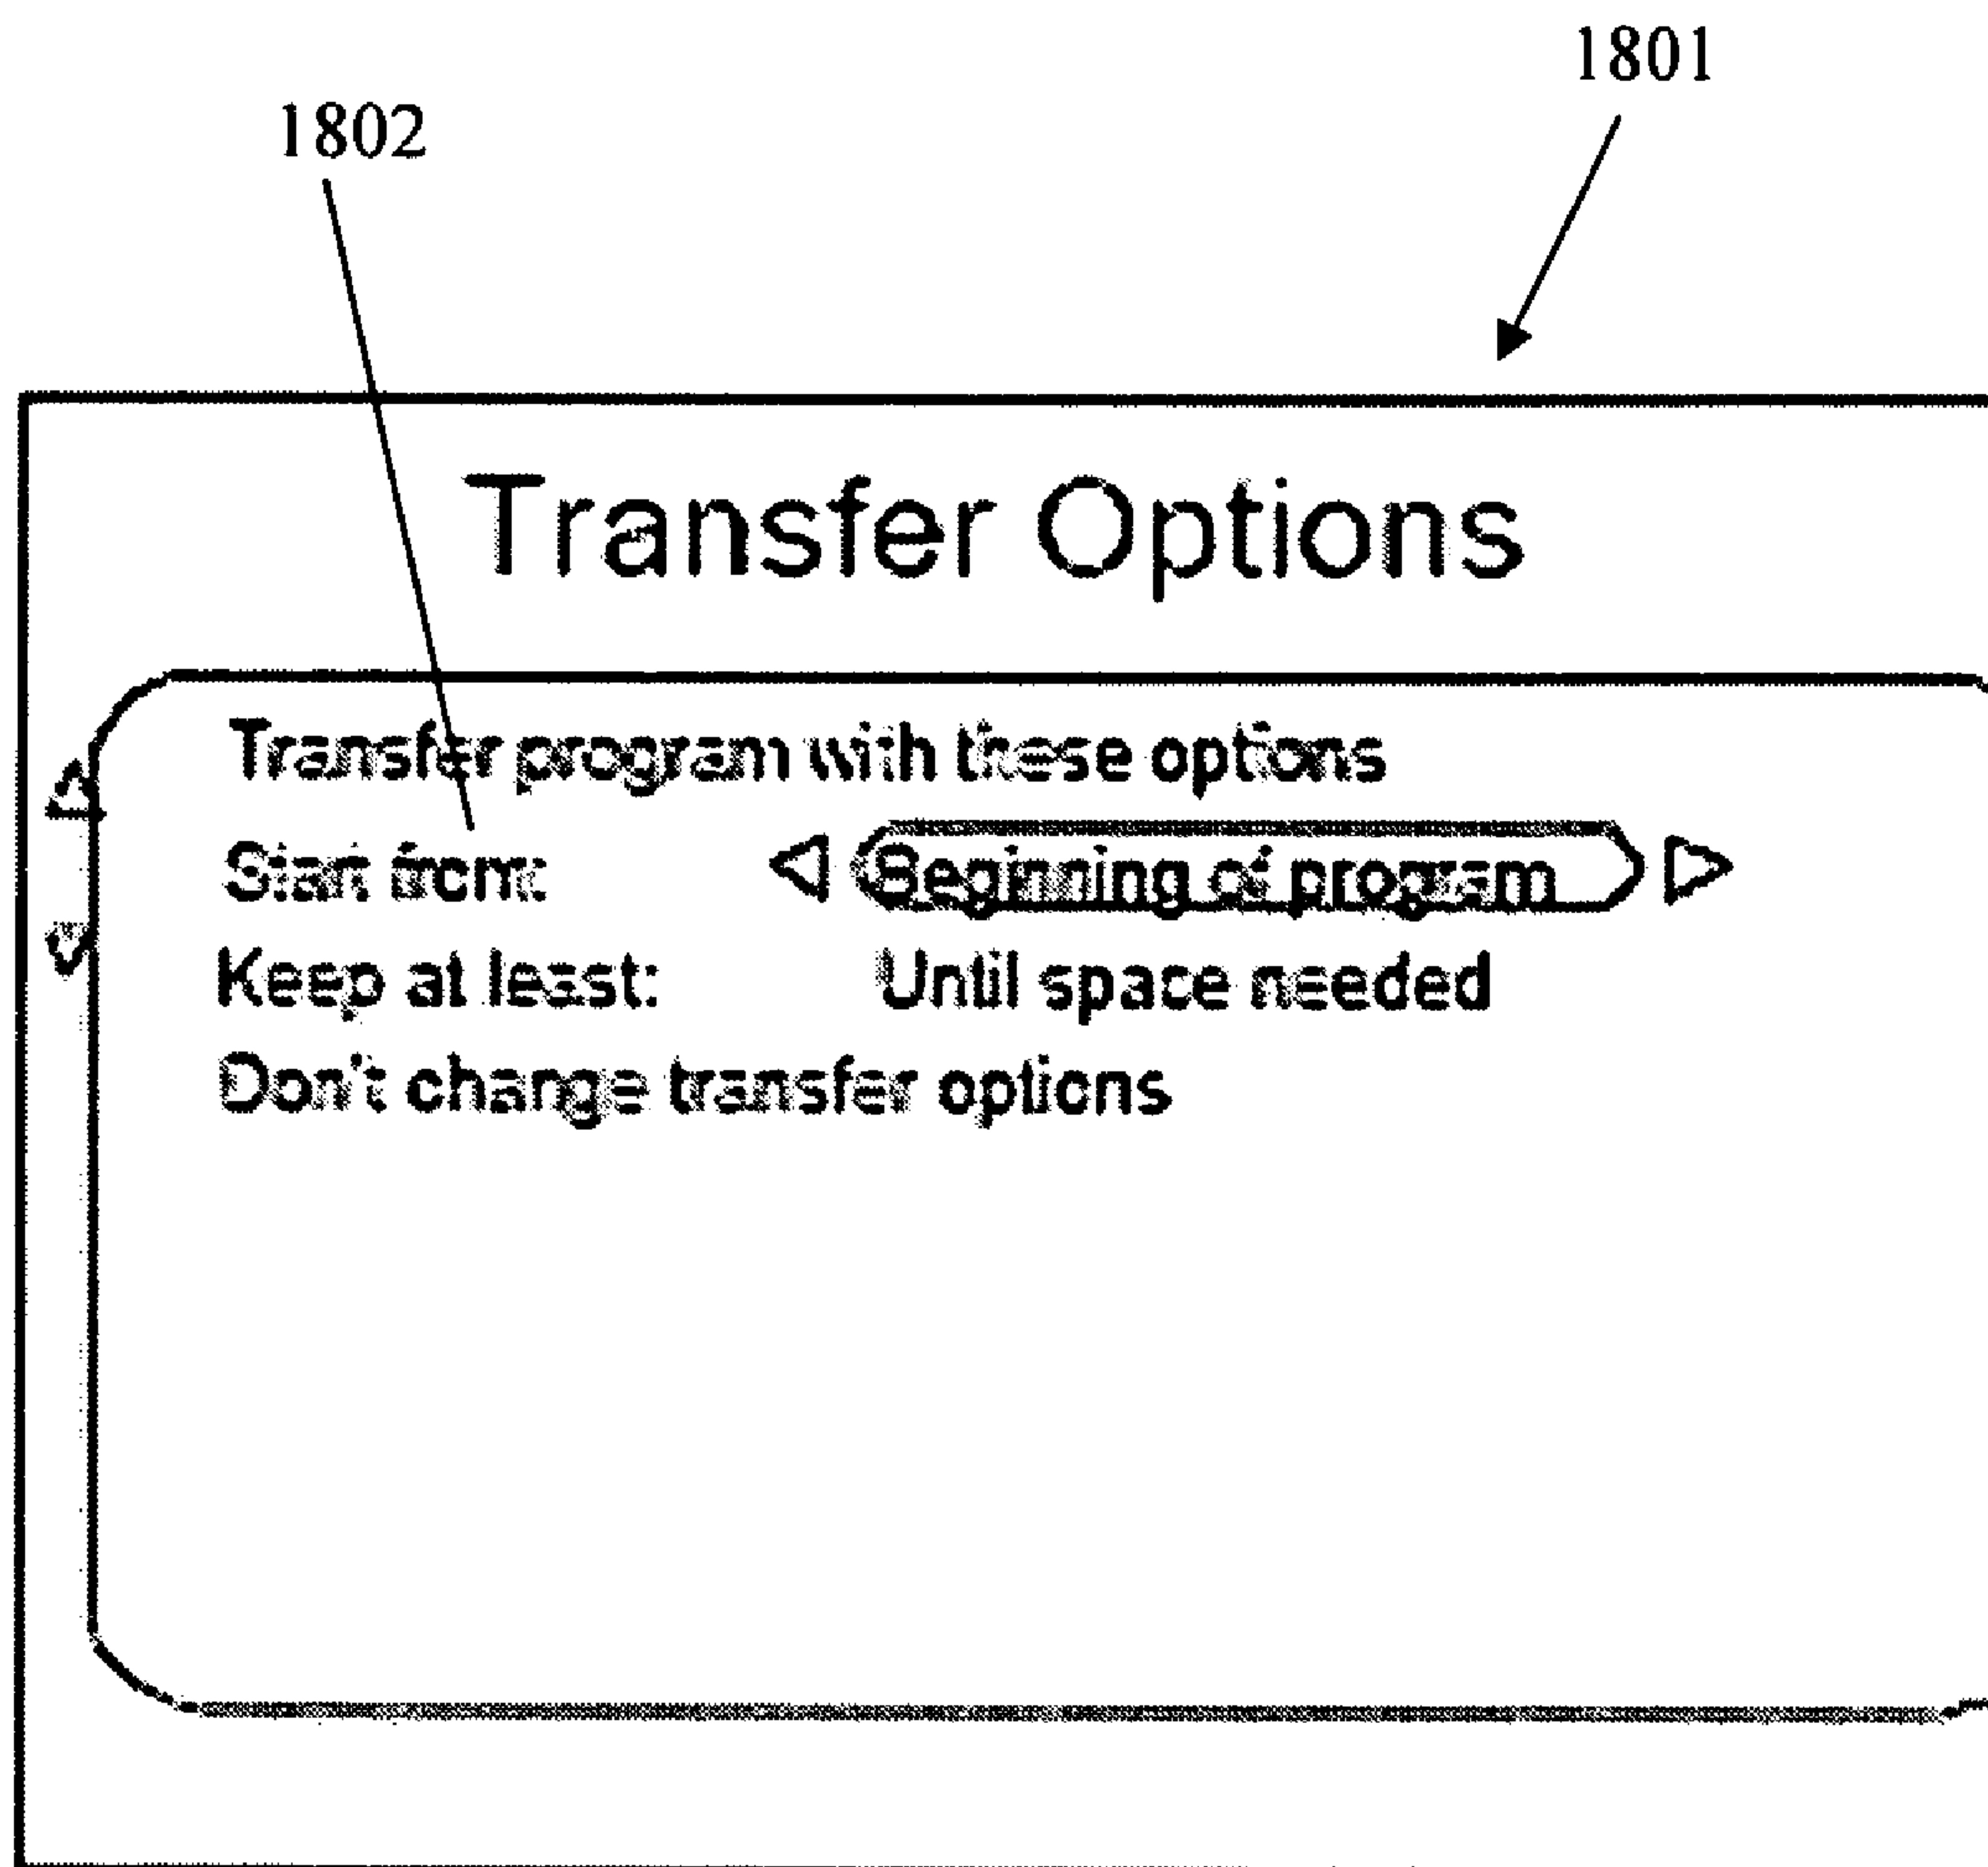 1801
1802
Transfer Options
Transfer program with these options
Start from: Beginning of program
Keep at least: Until space needed
Don't change transfer options